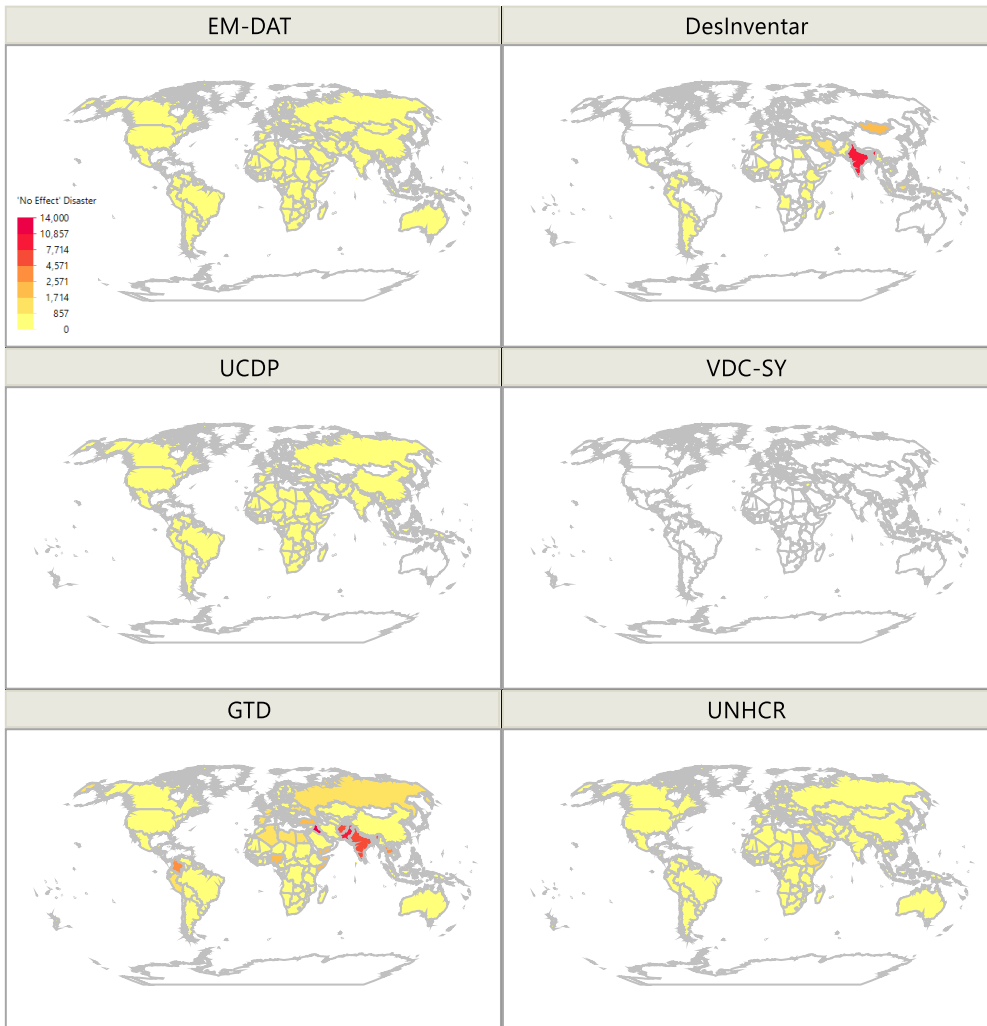 EM-DAT
DesInventar
'No Effect' Disaster
14,000
10,857
7,714
4,571
2,571
1,714
857
0
UCDP
VDC-SY
GTD
UNHCR